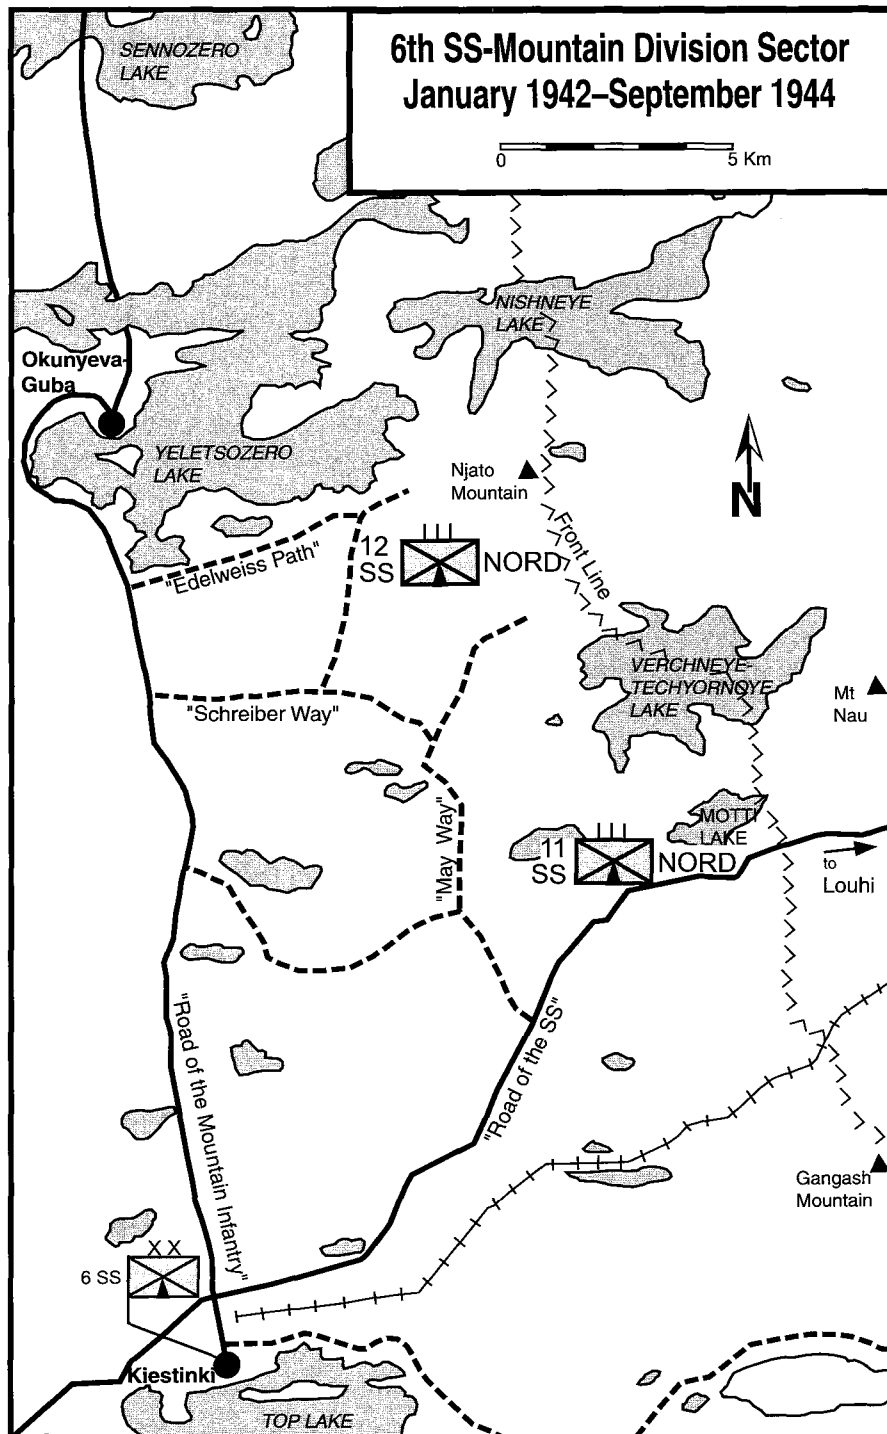 6th SS-Mountain Division Sector
January 1942–September 1944
0
5 Km
SENNOZERO
LAKE
NISHNEYE
LAKE
Okunyeva-
Guba
YELETSOZERO
LAKE
Njato
Mountain
N
"Edelweiss Path"
12
SS
III
NORD
Front Line
VERCHNEYE-
TECHYORNOYE
LAKE
Mt
Nau
"Schreiber Way"
"May Way"
MOTTI
LAKE
11
SS
III
NORD
to
Louhi
"Road of the Mountain Infantry"
"Road of the SS"
Gangash
Mountain
XX
6 SS
Kiestinki
TOP LAKE